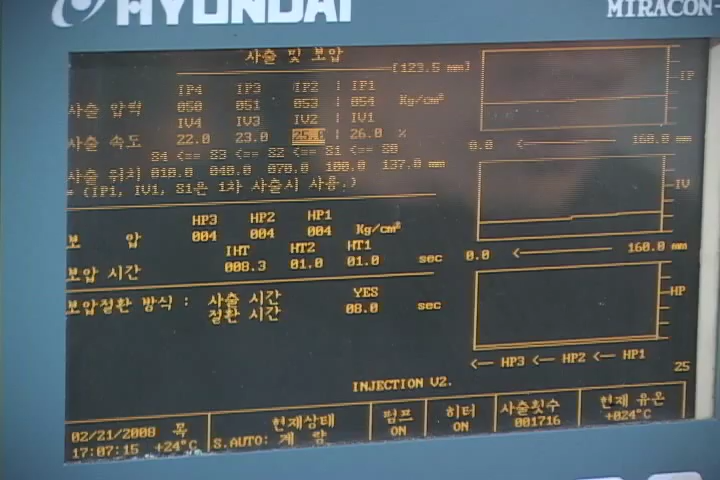 HYUNDAI
MIRACON-
사출 및 보압
[123.5 mm]
IP4 IP3 IP2 IP1
사출 압력 050 051 053 054 Kg/cm²
IV4 IV3 IV2 IV1
사출 속도 22.0 23.0 26.0 %
S4 <== S3 <== S2 <== S1 <== S0
사출 위치 010.0 040.0 070.0 100.0 137.0 mm
* (IP1, IV1, S1은 1차 사출시 사용.)
HP3 HP2 HP1
보 압 004 004 004 Kg/cm²
IHT HT2 HT1
보압 시간 008.3 01.0 01.0 sec
보압절환 방식 : 사출 시간 YES
절환 시간 08.0 sec
IP
0.0 <— 160.0 mm
IV
0.0 <— 160.0 mm
HP
<— HP3 <— HP2 <— HP1
25
INJECTION V2.
02/21/2008 목
17:07:15 +24°C
현재상태
S.AUTO: 계 량
펌프
ON
히터
ON
사출횟수
001716
현재 유온
+024°C